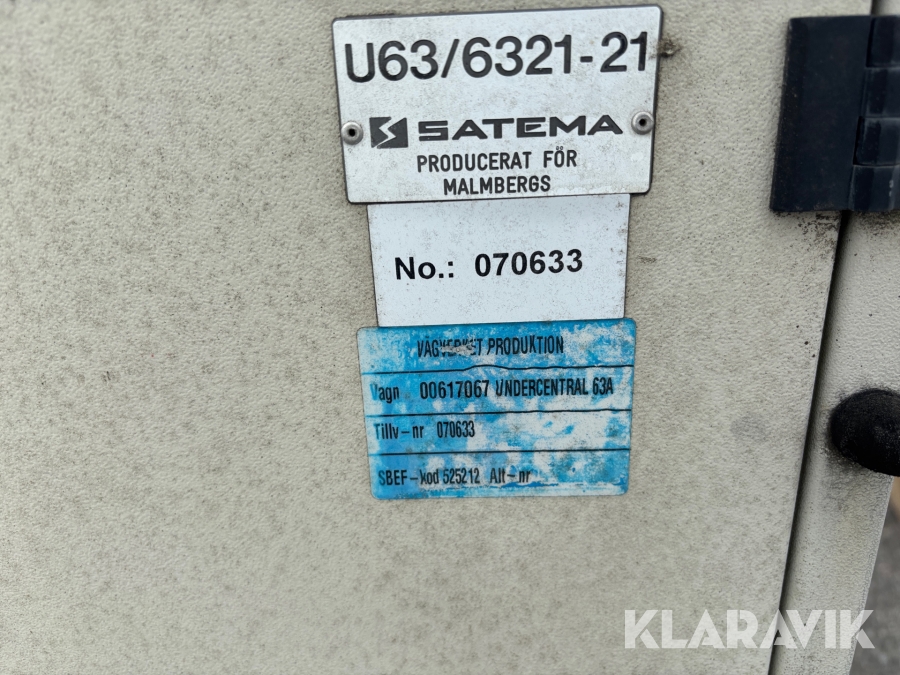 U63/6321-21
SATEMA
PRODUCERAT FÖR
MALMBERGS
No.: 070633
VÄGVERKET PRODUKTION
Vagn 00617067 UNDERCENTRAL 63A
Tillv-nr 070633
SBEF-kod 525212 Alt-nr
KLARAVIK